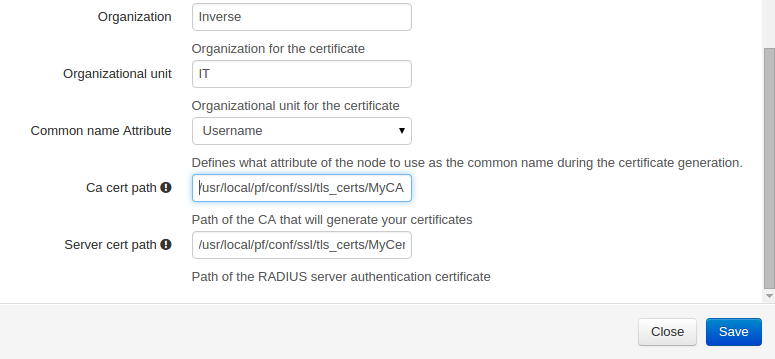 Organization Inverse
Organization for the certificate
Organizational unit IT
Organizational unit for the certificate
Common name Attribute Username
Defines what attribute of the node to use as the common name during the certificate generation.
Ca cert path /usr/local/pf/conf/ssl/tls_certs/MyCA
Path of the CA that will generate your certificates
Server cert path /usr/local/pf/conf/ssl/tls_certs/MyCer
Path of the RADIUS server authentication certificate
Close Save